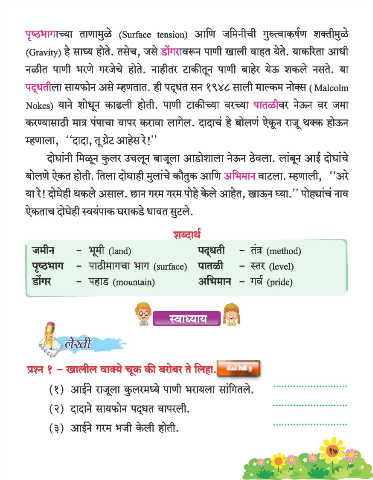 पृष्ठभागाच्या ताणामुळे (Surface tension) आणि जमिनीची गुरुत्वाकर्षण शक्तीमुळे
(Gravity) हे साध्य होते. तसेच, जसे डोंगरावरून पाणी खाली वाहत येते. याकरिता आधी
नळीत पाणी भरणे गरजेचे होते. नाहीतर टाकीतून पाणी बाहेर येऊ शकले नसते. या
पद्धतीला सायफोन असे म्हणतात. ही पद्धत सन १९४८ साली माल्कम नोक्स ( Malcolm
Nokes) याने शोधून काढली होती. पाणी टाकीच्या वरच्या पातळीवर नेऊन वर जमा
करण्यासाठी मात्र पंपाचा वापर करावा लागेल. दादाचं हे बोलणं ऐकून राजू थक्क होऊन
म्हणाला, ‘‘दादा, तू ग्रेट आहेस रे!’’
दोघांनी मिळून कुलर उचलून बाजूला आडोशाला नेऊन ठेवला. लांबून आई दोघांचे
बोलणे ऐकत होती. तिला दोघाही मुलांचे कौतुक आणि अभिमान वाटला. म्हणाली, ‘‘अरे
या रे! दोघेही थकले असाल. छान गरम गरम पोहे केले आहेत, खाऊन घ्या.’’ पोह्यांचं नाव
ऐकताच दोघेही स्वयंपाक घराकडे धावत सुटले.
शब्दार्थ
जमीन – भूमी (land) पद्धती – तंत्र (method)
पृष्ठभाग – पाठीमागचा भाग (surface) पातळी – स्तर (level)
डोंगर – पहाड (mountain) अभिमान – गर्व (pride)
स्वाध्याय
लेखी
प्रश्न १ – खालील वाक्ये चूक की बरोबर ते लिहा.
(१) आईने राजूला कुलरमध्ये पाणी भरायला सांगितले. ........................
(२) दादाने सायफोन पद्धत वापरली. ........................
(३) आईने गरम भजी केली होती. ........................